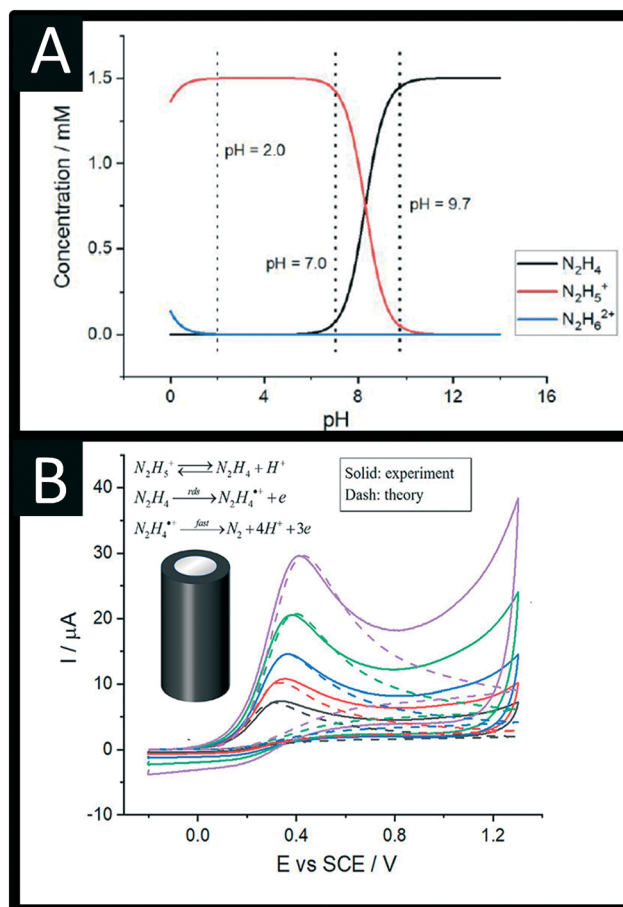 A
Concentration / mM
1.5
1.0
0.5
0.0
pH = 2.0
pH = 7.0
pH = 9.7
N₂H₄
N₂H₅⁺
N₂H₆²⁺
0 4 8 12 16
pH
B
N₂H₅⁺ ⇌ N₂H₄ + H⁺
N₂H₄ —rds→ N₂H₄•⁺ + e
N₂H₄•⁺ —fast→ N₂ + 4H⁺ + 3e
Solid: experiment
Dash: theory
I / µA
40
30
20
10
0
-10
0.0 0.4 0.8 1.2
E vs SCE / V